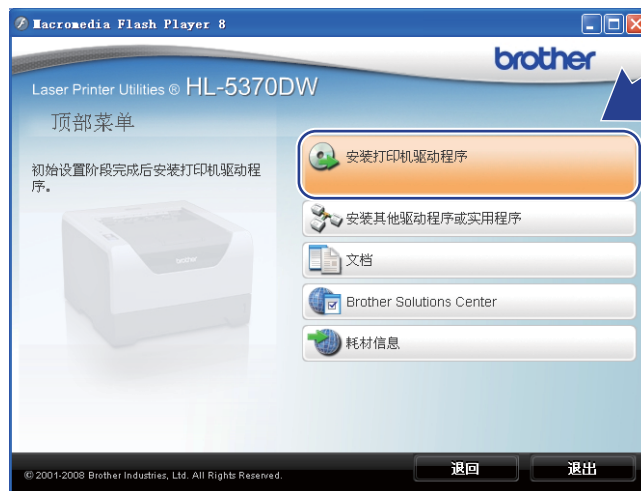 Macromedia Flash Player 8
brother
Laser Printer Utilities ® HL-5370DW
顶部菜单
初始设置阶段完成后安装打印机驱动程
序。
安装打印机驱动程序
安装其他驱动程序或实用程序
文档
Brother Solutions Center
耗材信息
© 2001-2008 Brother Industries, Ltd. All Rights Reserved.
退回
退出